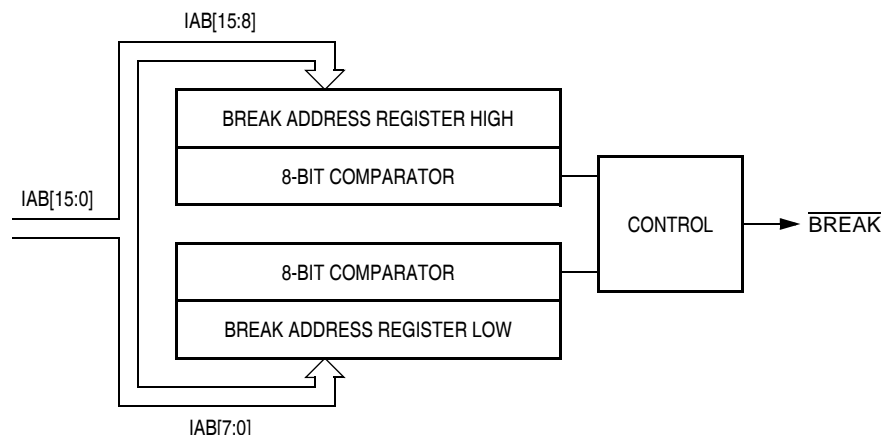 IAB[15:8]
BREAK ADDRESS REGISTER HIGH
8-BIT COMPARATOR
IAB[15:0]
CONTROL
BREAK
8-BIT COMPARATOR
BREAK ADDRESS REGISTER LOW
IAB[7:0]